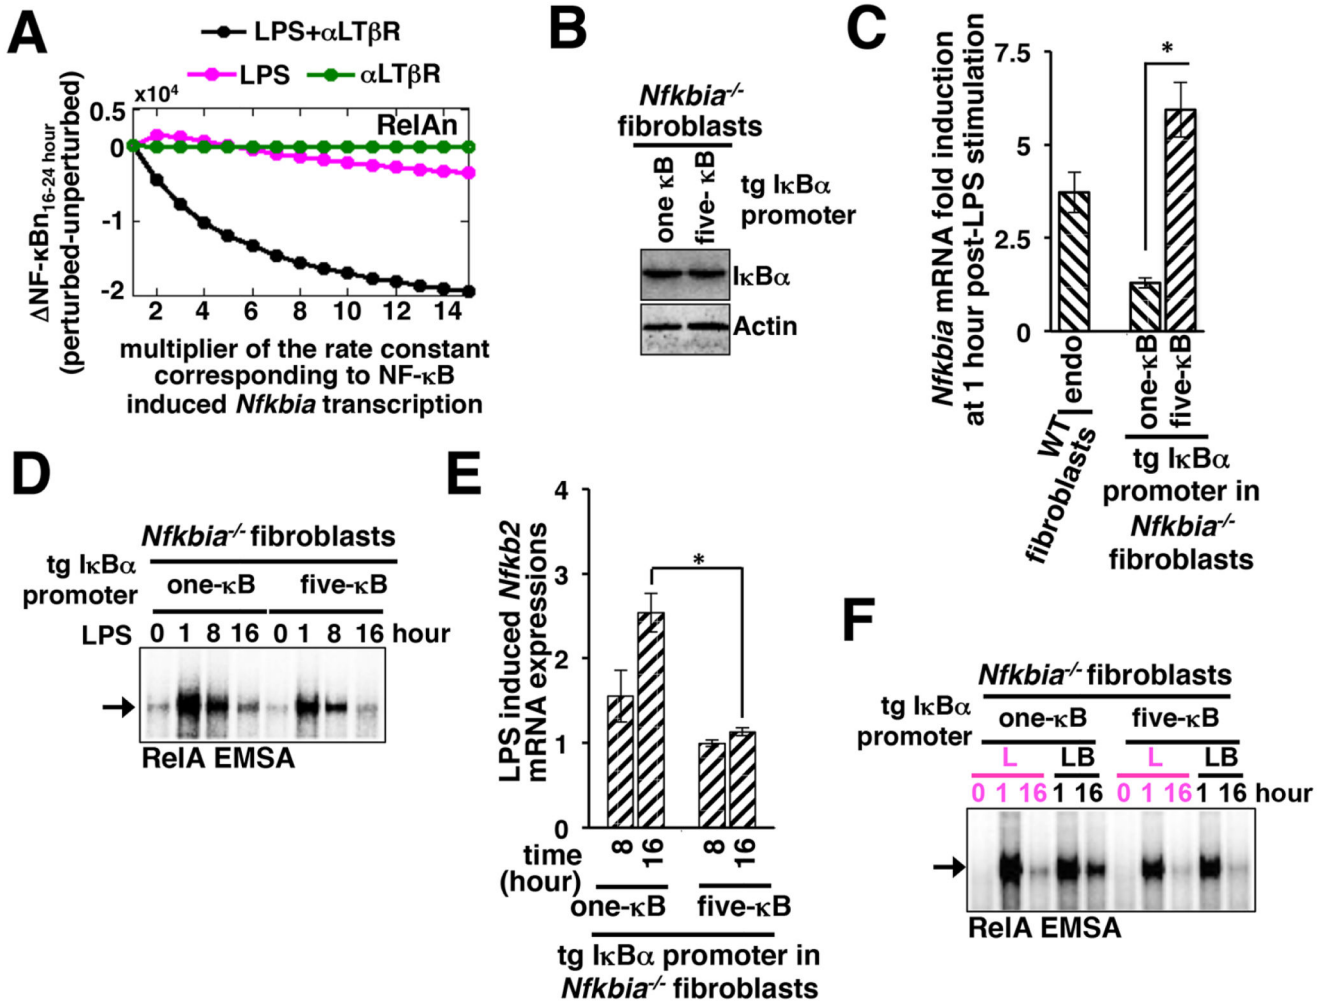 A
LPS+αLTβR
LPS
αLTβR
x10⁴
RelAn
0.5
0
-1
-2
2 4 6 8 10 12 14
ΔNF-κBn16-24 hour
(perturbed-unperturbed)
multiplier of the rate constant
corresponding to NF-κB
induced Nfkbia transcription
B
Nfkbia-/-
fibroblasts
one κB
five- κB
tg IκBα
promoter
IκBα
Actin
C
Nfkbia mRNA fold induction
at 1 hour post-LPS stimulation
7.5
5
2.5
0
*
endo
one-κB
five-κB
WT
fibroblasts
tg IκBα
promoter in
Nfkbia-/-
fibroblasts
D
Nfkbia-/- fibroblasts
tg IκBα
promoter
one-κB five-κB
LPS 0 1 8 16 0 1 8 16 hour
RelA EMSA
E
LPS induced Nfkb2
mRNA expressions
4
3
2
1
0
*
time
(hour)
8 16 8 16
one-κB five-κB
tg IκBα promoter in
Nfkbia-/- fibroblasts
F
Nfkbia-/- fibroblasts
tg IκBα
promoter
one-κB five-κB
L LB L LB
0 1 16 1 16 0 1 16 1 16 hour
RelA EMSA